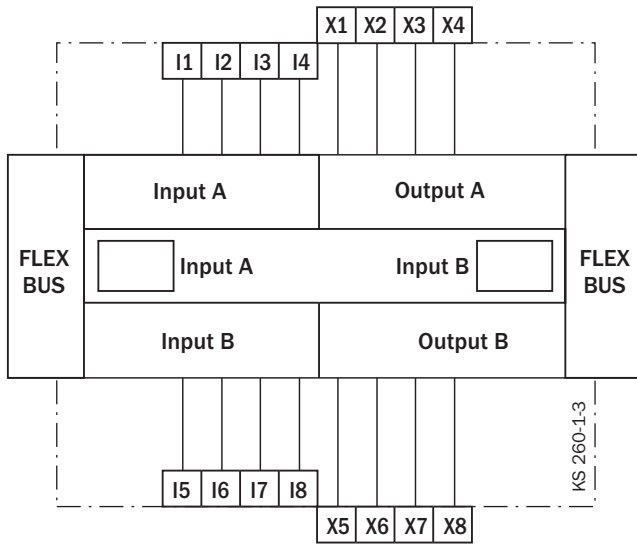 X1 X2 X3 X4
I1 I2 I3 I4
Input A Output A
FLEX BUS
Input A Input B
FLEX BUS
Input B Output B
KS 260-1-3
I5 I6 I7 I8
X5 X6 X7 X8